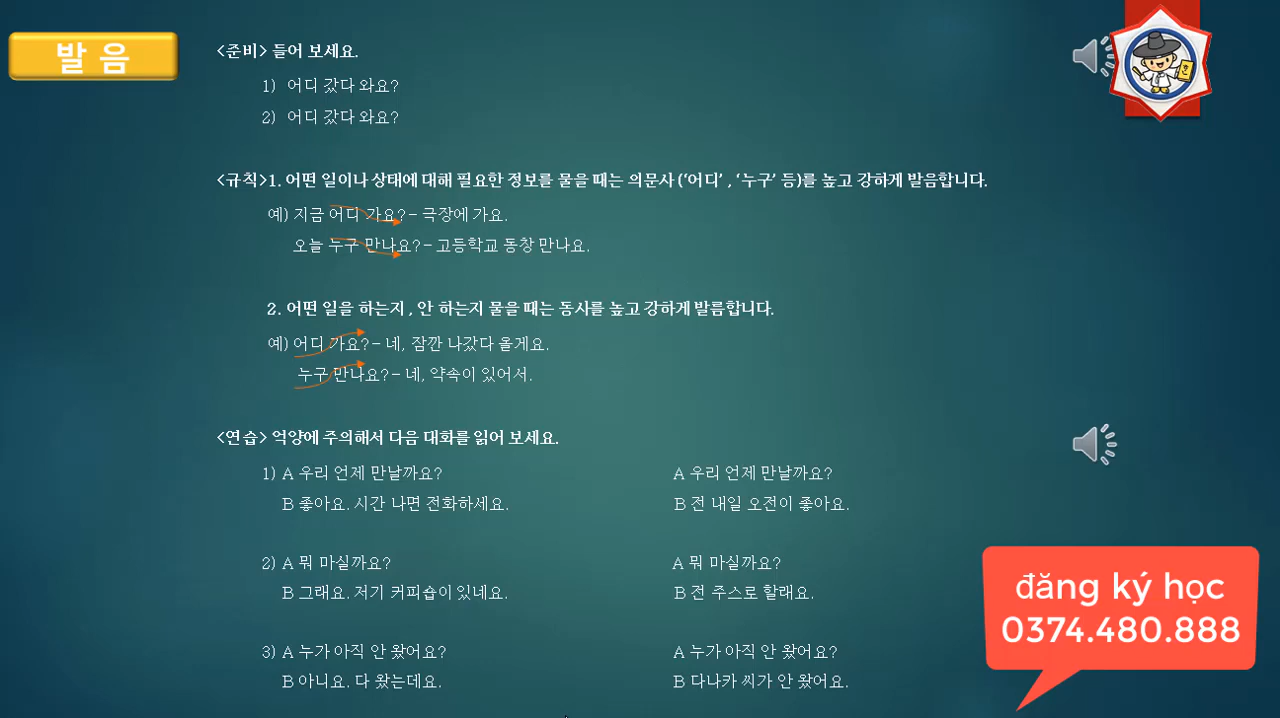 발 음
<준비> 들어 보세요.
1) 어디 갔다 와요?
2) 어디 갔다 와요?
<규칙>1. 어떤 일이나 상태에 대해 필요한 정보를 물을 때는 의문사 (‘어디’ , ‘누구’ 등)를 높고 강하게 발음합니다.
예) 지금 어디 가요?– 극장에 가요.
오늘 누구 만나요?– 고등학교 동창 만나요.
2. 어떤 일을 하는지 , 안 하는지 물을 때는 동사를 높고 강하게 발름합니다.
예) 어디 가요?– 네, 잠깐 나갔다 올게요.
누구 만나요?– 네, 약속이 있어서.
<연습> 억양에 주의해서 다음 대화를 읽어 보세요.
1) A 우리 언제 만날까요?
B 좋아요. 시간 나면 전화하세요.
A 우리 언제 만날까요?
B 전 내일 오전이 좋아요.
2) A 뭐 마실까요?
B 그래요. 저기 커피숍이 있네요.
A 뭐 마실까요?
B 전 주스로 할래요.
3) A 누가 아직 안 왔어요?
B 아니요. 다 왔는데요.
A 누가 아직 안 왔어요?
B 다나카 씨가 안 왔어요.
đăng ký học
0374.480.888